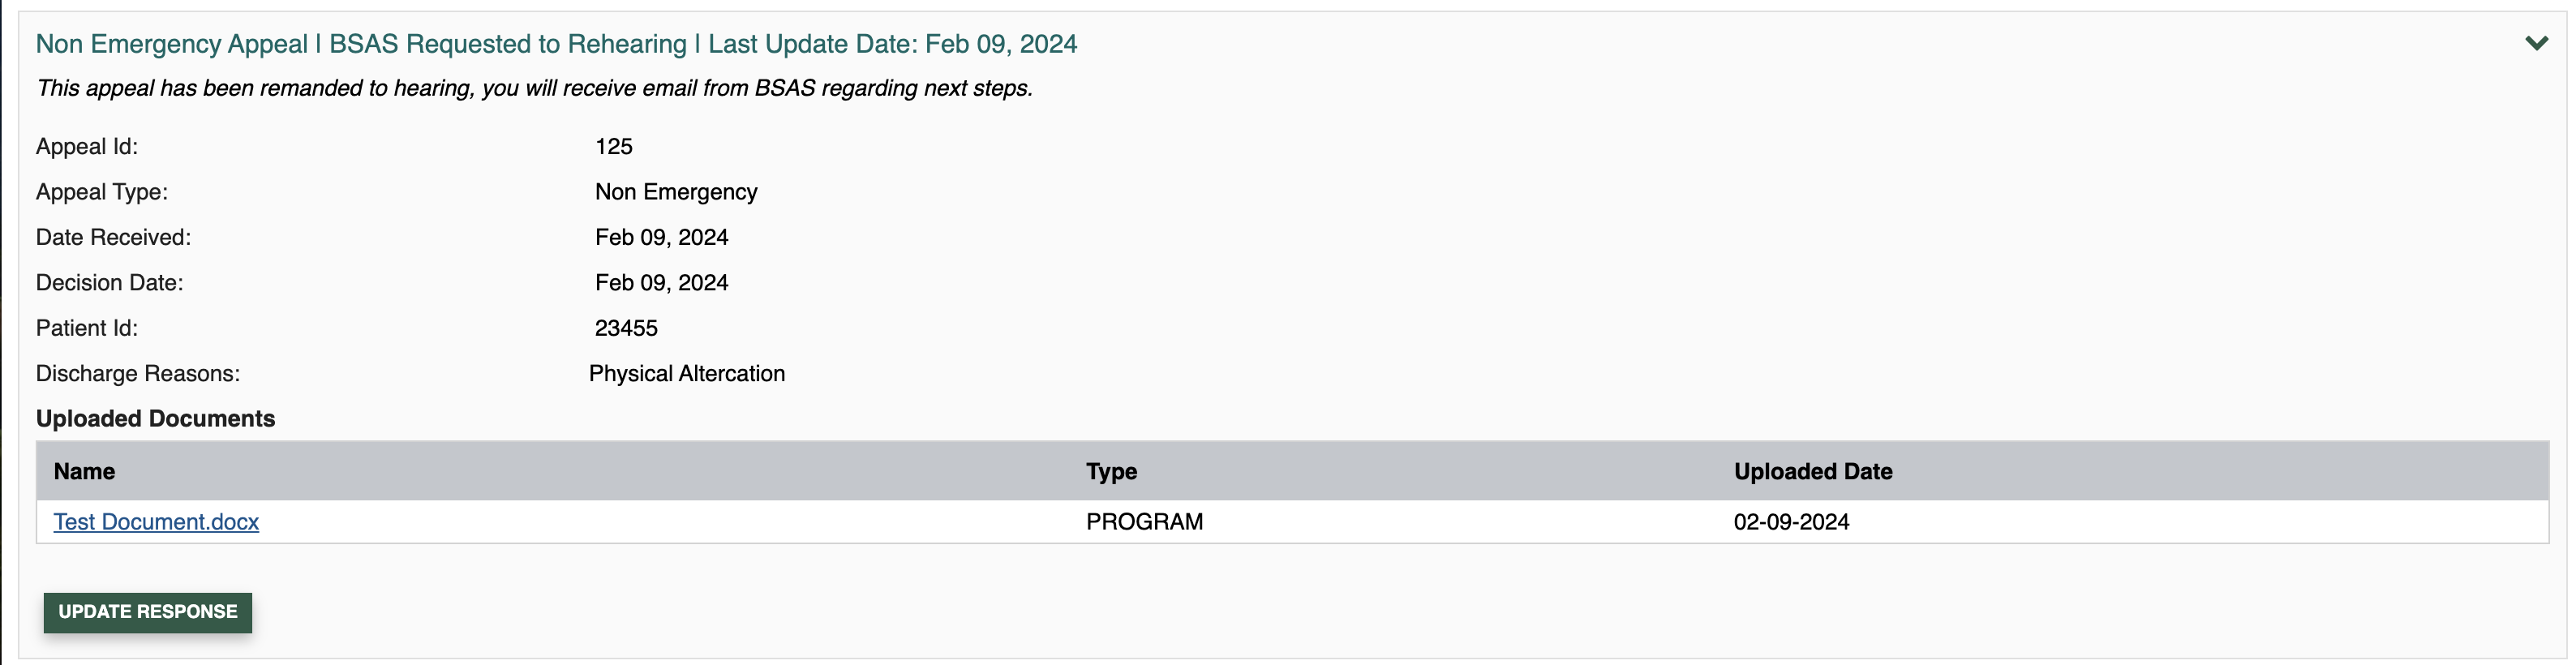 Non Emergency Appeal | BSAS Requested to Rehearing | Last Update Date: Feb 09, 2024
This appeal has been remanded to hearing, you will receive email from BSAS regarding next steps.
Appeal Id: 125
Appeal Type: Non Emergency
Date Received: Feb 09, 2024
Decision Date: Feb 09, 2024
Patient Id: 23455
Discharge Reasons: Physical Altercation
Uploaded Documents
Name Type Uploaded Date
Test Document.docx PROGRAM 02-09-2024
UPDATE RESPONSE